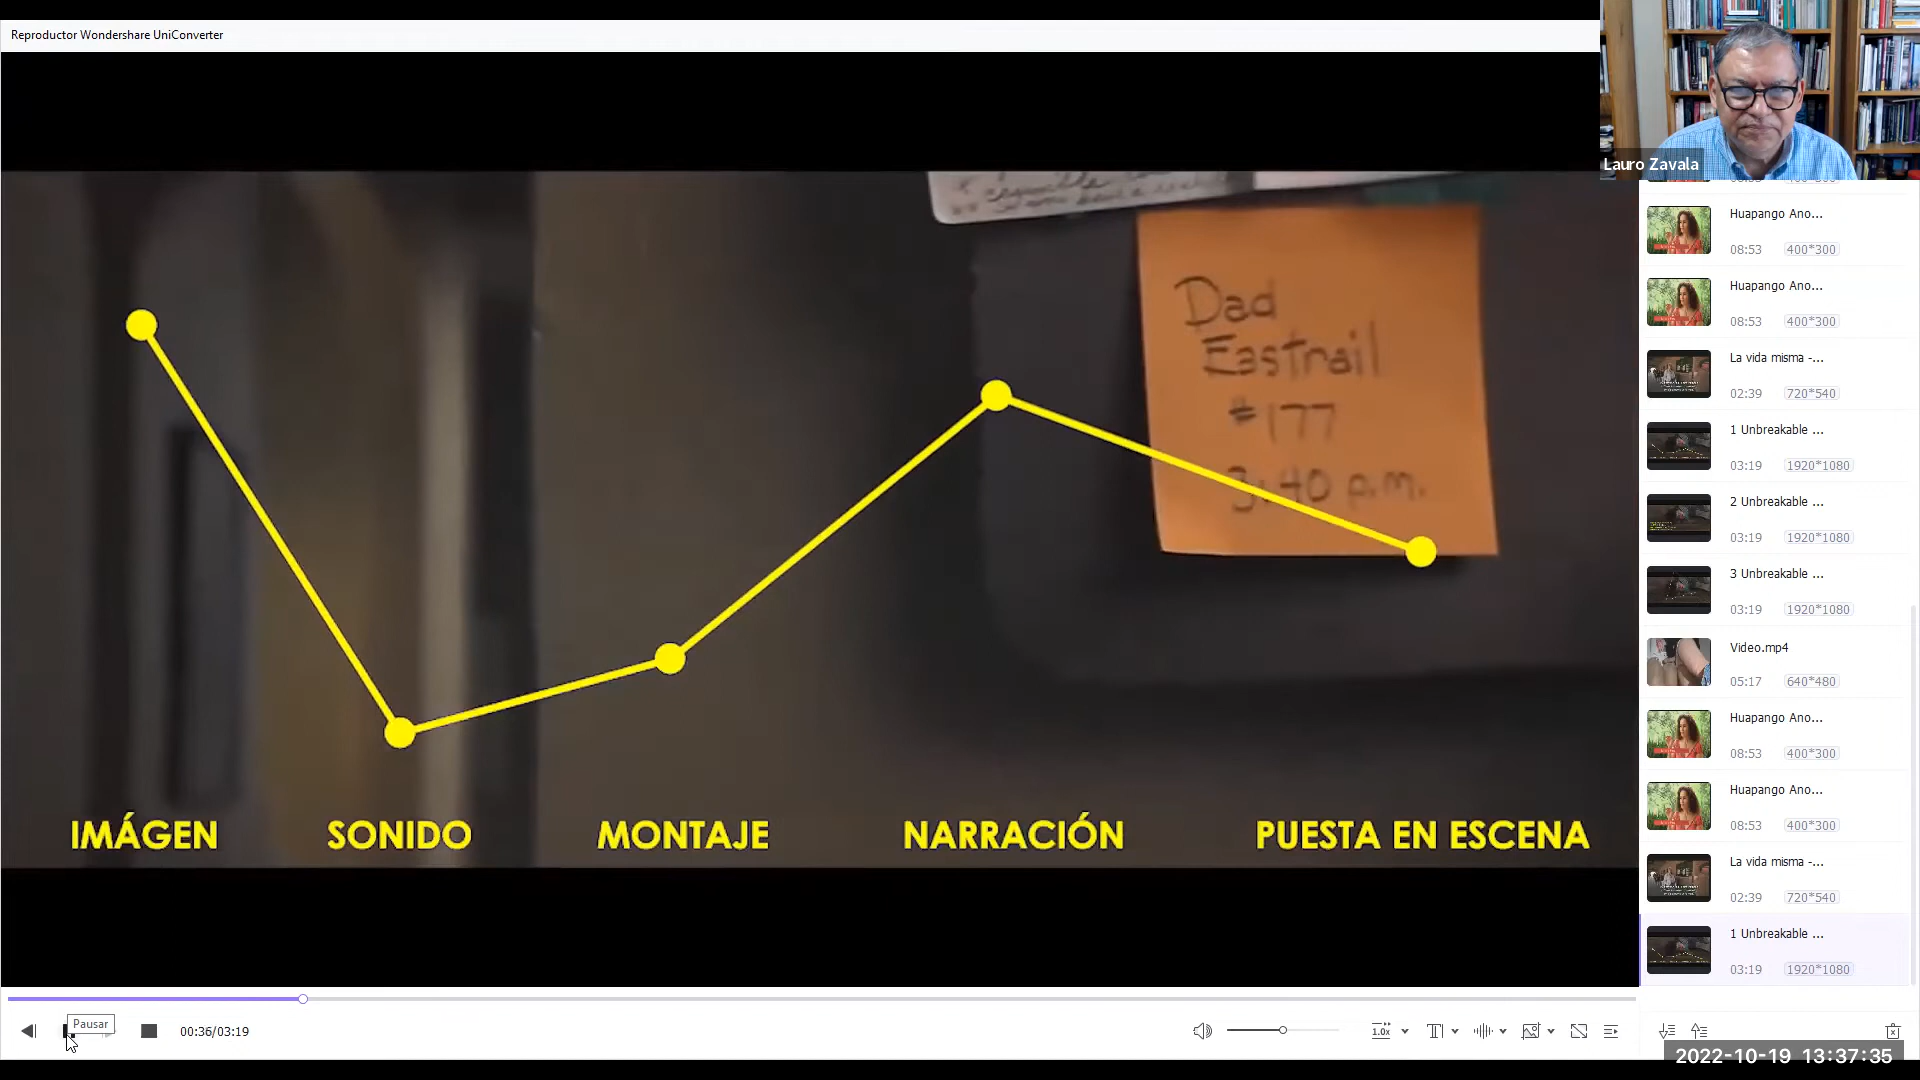 Reproductor Wondershare UniConverter
Lauro Zavala
Dad
Eastrail
#177
3:40 p.m.
IMÁGEN
SONIDO
MONTAJE
NARRACIÓN
PUESTA EN ESCENA
Huapango Ano...
08:53 400*300
Huapango Ano...
08:53 400*300
La vida misma -...
02:39 720*540
1 Unbreakable ...
03:19 1920*1080
2 Unbreakable ...
03:19 1920*1080
3 Unbreakable ...
03:19 1920*1080
Video.mp4
05:17 640*480
Huapango Ano...
08:53 400*300
Huapango Ano...
08:53 400*300
La vida misma -...
02:39 720*540
1 Unbreakable ...
03:19 1920*1080
Pausar
00:36/03:19
1.0x
2022-10-19 13:37:35